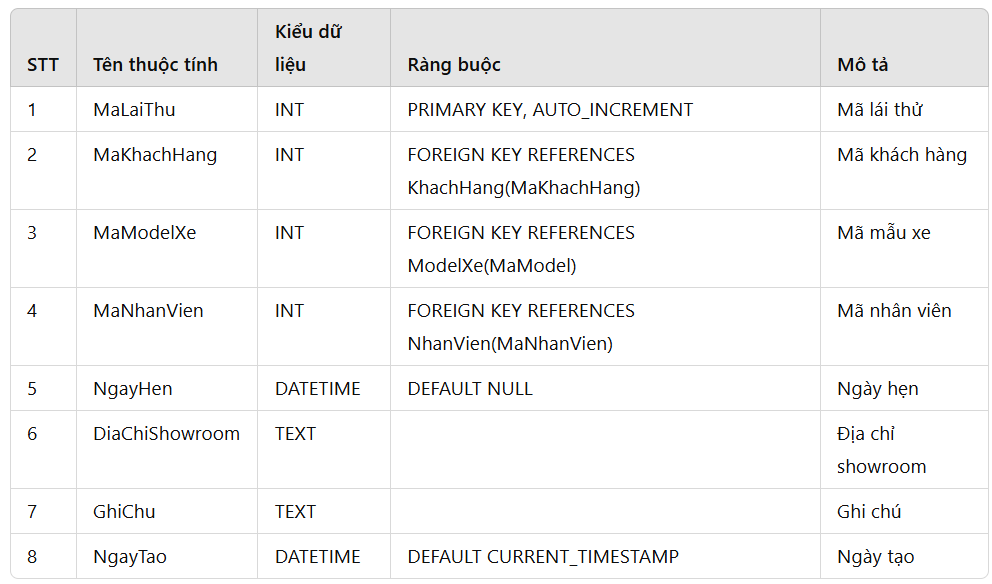 STT Tên thuộc tính Kiểu dữ liệu Ràng buộc Mô tả
1 MaLaiThu INT PRIMARY KEY, AUTO_INCREMENT Mã lái thử
2 MaKhachHang INT FOREIGN KEY REFERENCES KhachHang(MaKhachHang) Mã khách hàng
3 MaModelXe INT FOREIGN KEY REFERENCES ModelXe(MaModel) Mã mẫu xe
4 MaNhanVien INT FOREIGN KEY REFERENCES NhanVien(MaNhanVien) Mã nhân viên
5 NgayHen DATETIME DEFAULT NULL Ngày hẹn
6 DiaChiShowroom TEXT Địa chỉ showroom
7 GhiChu TEXT Ghi chú
8 NgayTao DATETIME DEFAULT CURRENT_TIMESTAMP Ngày tạo